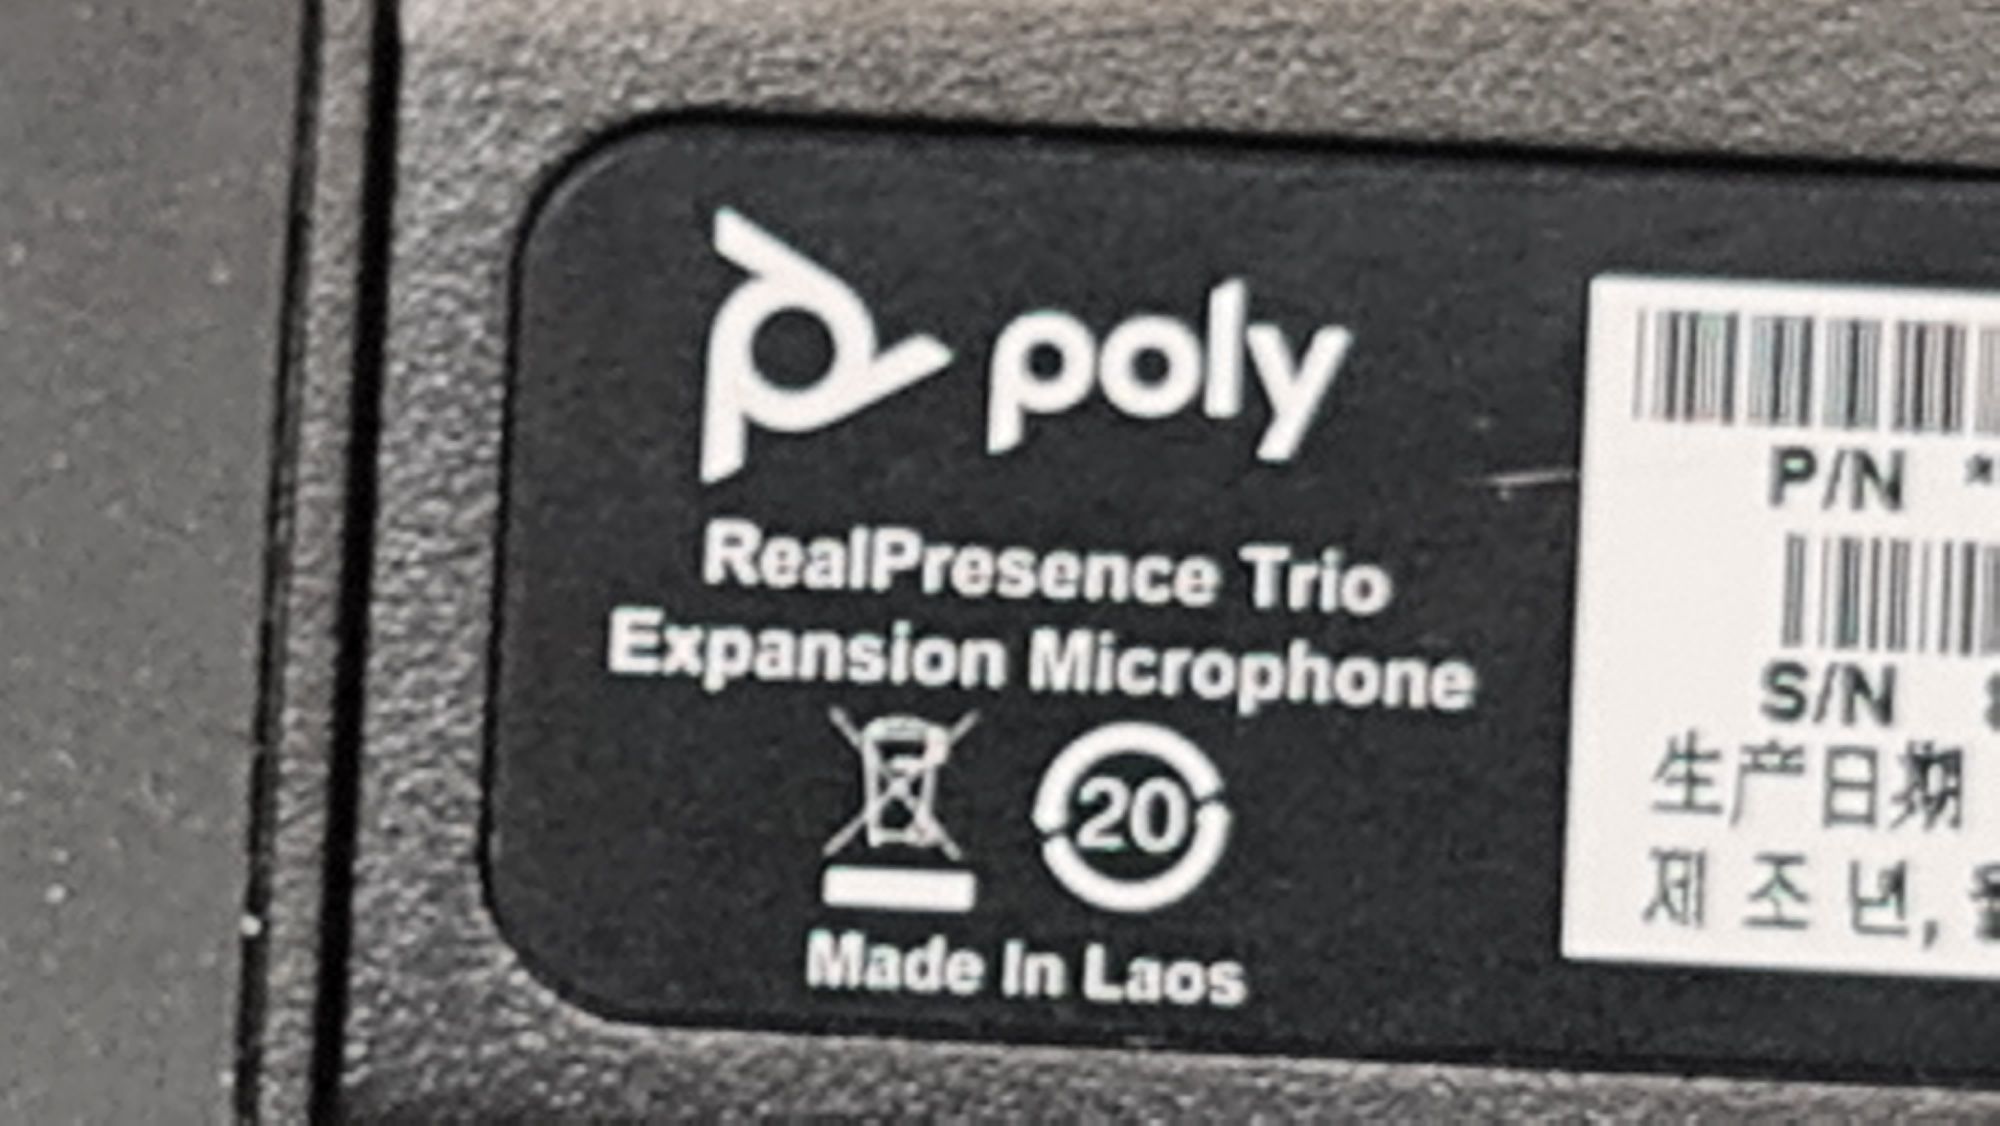 poly
RealPresence Trio
Expansion Microphone
20
Made In Laos
P/N *
S/N
生产日期
제 조 년,